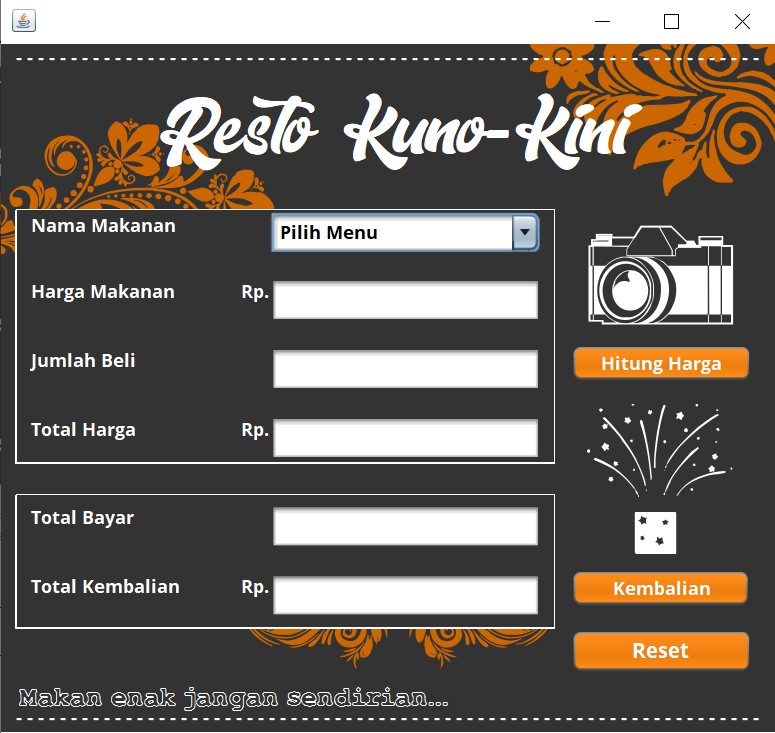 Resto Kuno-Kini
Nama Makanan
Pilih Menu
Harga Makanan Rp.
Jumlah Beli
Total Harga Rp.
Hitung Harga
Total Bayar
Total Kembalian Rp.
Kembalian
Reset
Makan enak jangan sendirian...